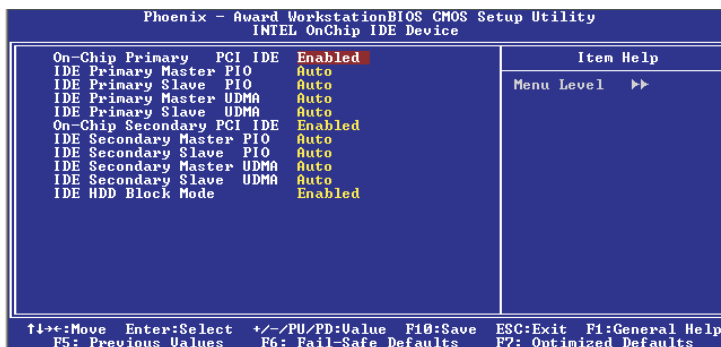 Phoenix - Award WorkstationBIOS CMOS Setup Utility
INTEL OnChip IDE Device
On-Chip Primary PCI IDE Enabled
IDE Primary Master PIO Auto
IDE Primary Slave PIO Auto
IDE Primary Master UDMA Auto
IDE Primary Slave UDMA Auto
On-Chip Secondary PCI IDE Enabled
IDE Secondary Master PIO Auto
IDE Secondary Slave PIO Auto
IDE Secondary Master UDMA Auto
IDE Secondary Slave UDMA Auto
IDE HDD Block Mode Enabled
Item Help
Menu Level ▸▸
↑↓→←:Move Enter:Select +/-/PU/PD:Value F10:Save ESC:Exit F1:General Help
F5: Previous Values F6: Fail-Safe Defaults F7: Optimized Defaults